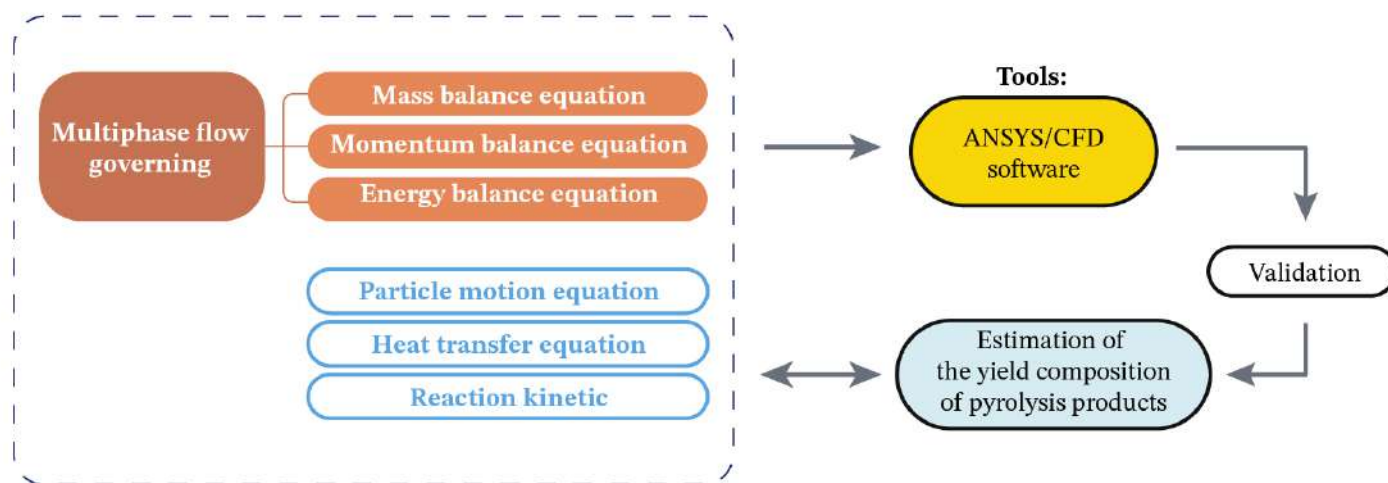 Multiphase flow
governing
Mass balance equation
Momentum balance equation
Energy balance equation
Particle motion equation
Heat transfer equation
Reaction kinetic
Tools:
ANSYS/CFD
software
Validation
Estimation of
the yield composition
of pyrolysis products